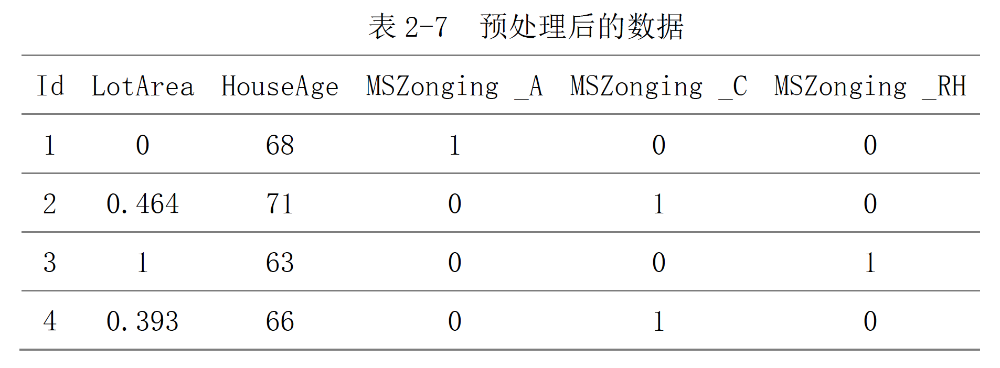 表 2-7 预处理后的数据
Id LotArea HouseAge MSZonging _A MSZonging _C MSZonging _RH
1 0 68 1 0 0
2 0.464 71 0 1 0
3 1 63 0 0 1
4 0.393 66 0 1 0